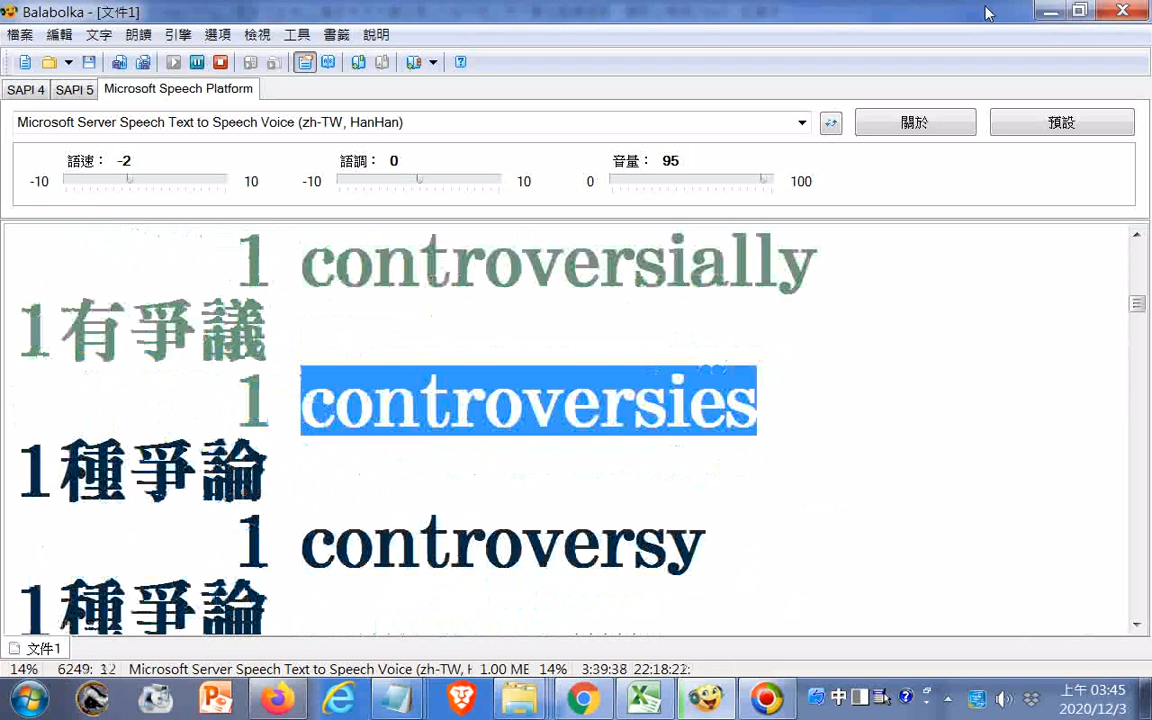 Balabolka - [文件1]
檔案 編輯 文字 朗讀 引擎 選項 檢視 工具 書籤 說明
SAPI 4 SAPI 5 Microsoft Speech Platform
Microsoft Server Speech Text to Speech Voice (zh-TW, HanHan) 關於 預設
語速： -2 語調： 0 音量： 95
-10 10 -10 10 0 100
1 controversially
1有爭議
1 controversies
1種爭論
1 controversy
1種爭論
文件1
14% 6249: 12 Microsoft Server Speech Text to Speech Voice (zh-TW, 1.00 ME 14% 3:39:38 22:18:22:
中 上午 03:45
2020/12/3